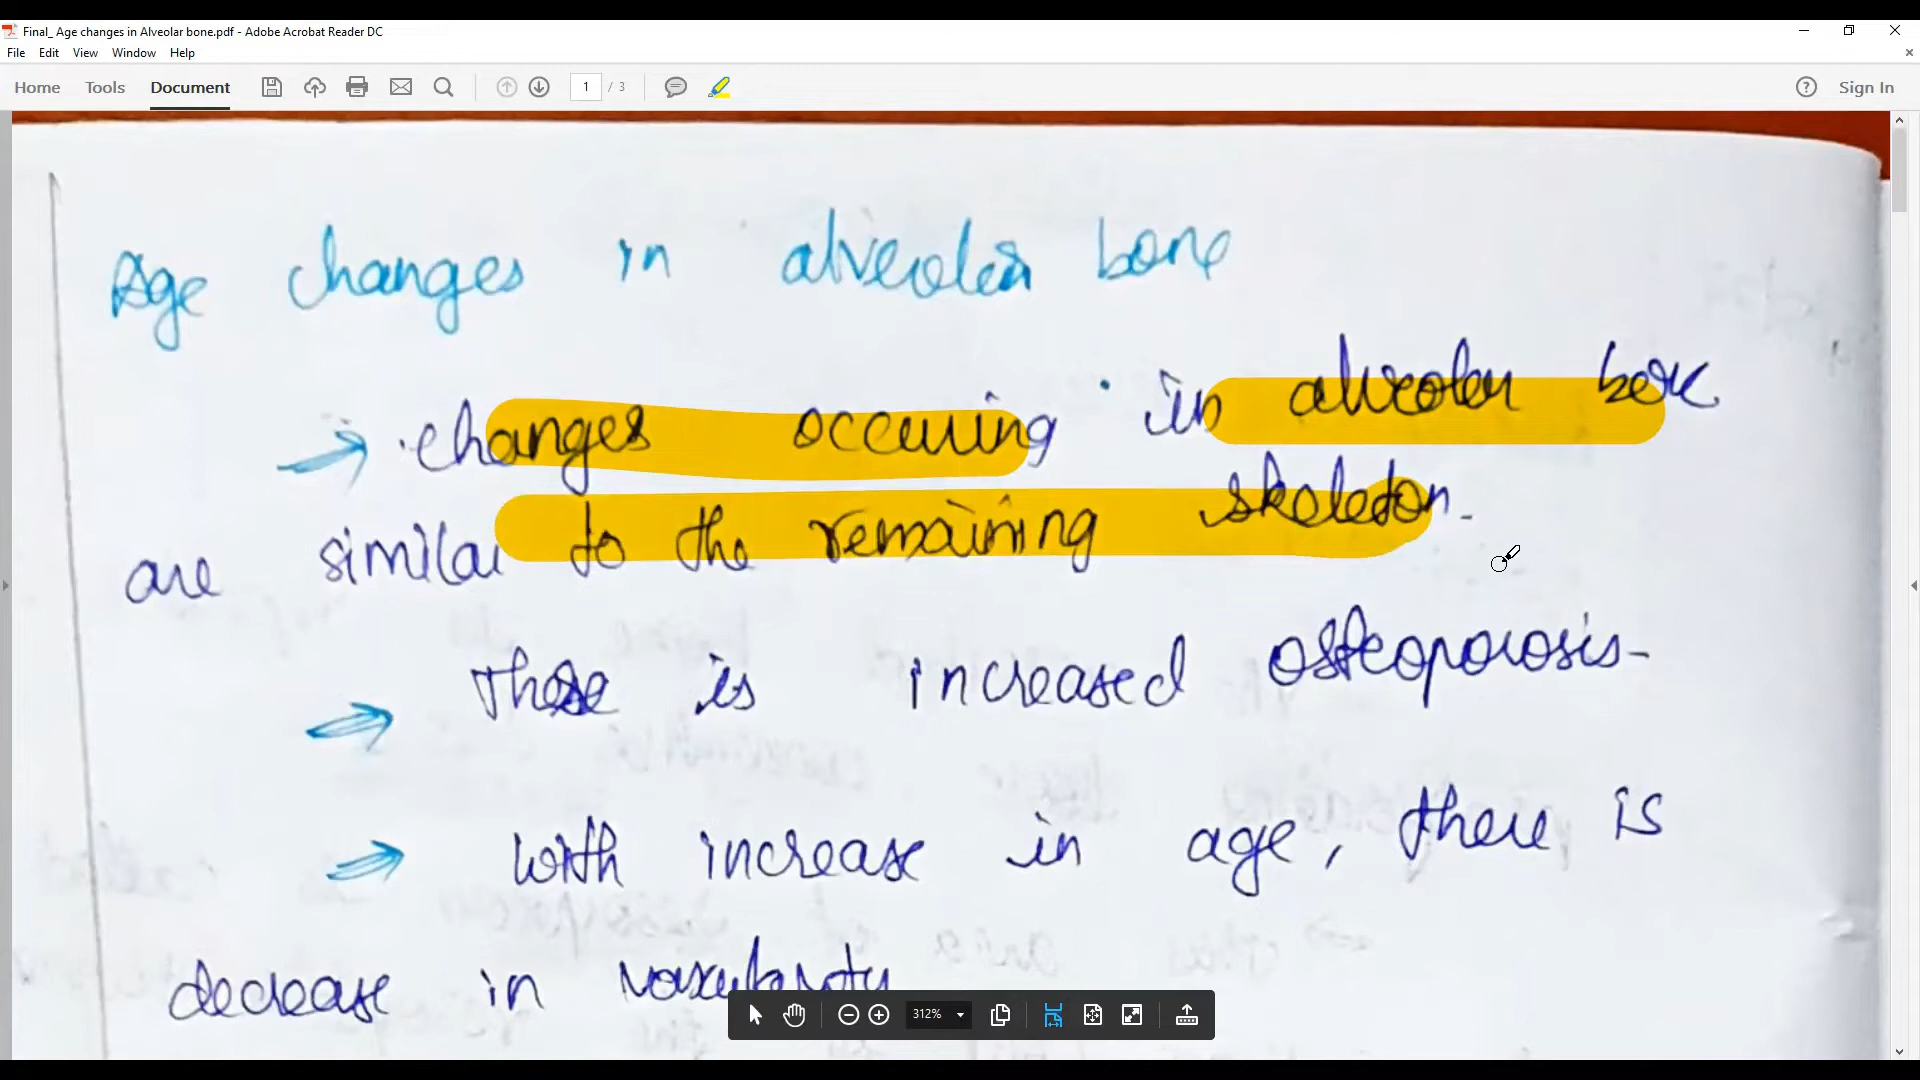 Final_ Age changes in Alveolar bone.pdf - Adobe Acrobat Reader DC
File Edit View Window Help
Home Tools Document 1 / 3 Sign In
Age changes in alveolar bone
→ changes occuring in alveolar bone
are similar to the remaining skeleton.
→ There is increased osteoporosis-
→ with increase in age, there is
decrease in vascularity
312%